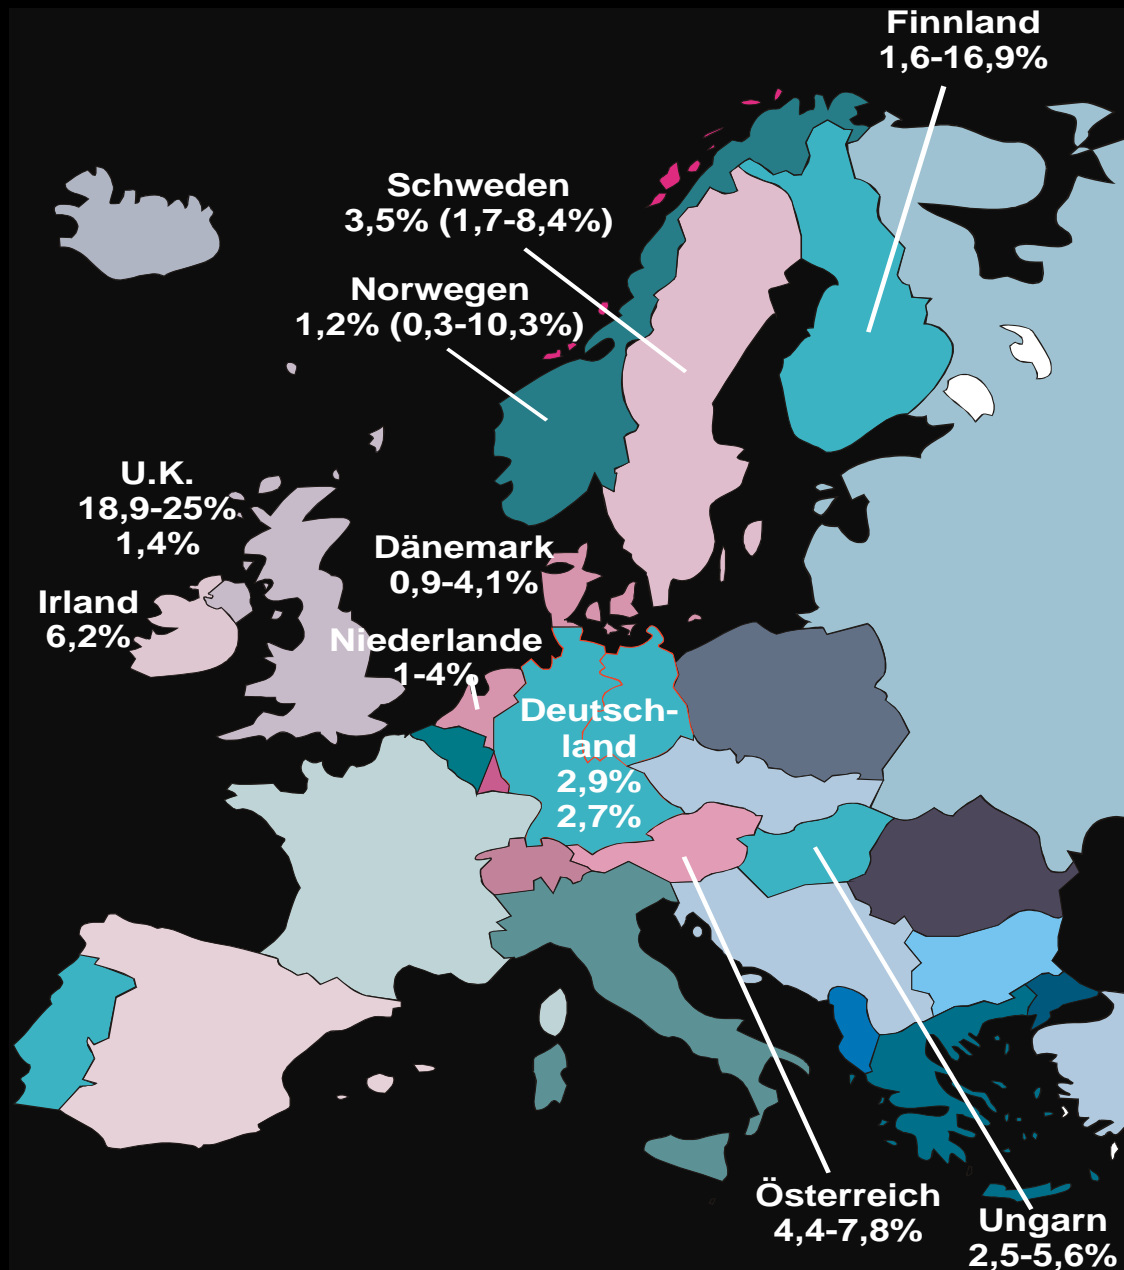 Finnland
1,6-16,9%
Schweden
3,5% (1,7-8,4%)
Norwegen
1,2% (0,3-10,3%)
U.K.
18,9-25%
1,4%
Dänemark
0,9-4,1%
Irland
6,2%
Niederlande
1-4%
Deutsch-
land
2,9%
2,7%
Österreich
4,4-7,8%
Ungarn
2,5-5,6%